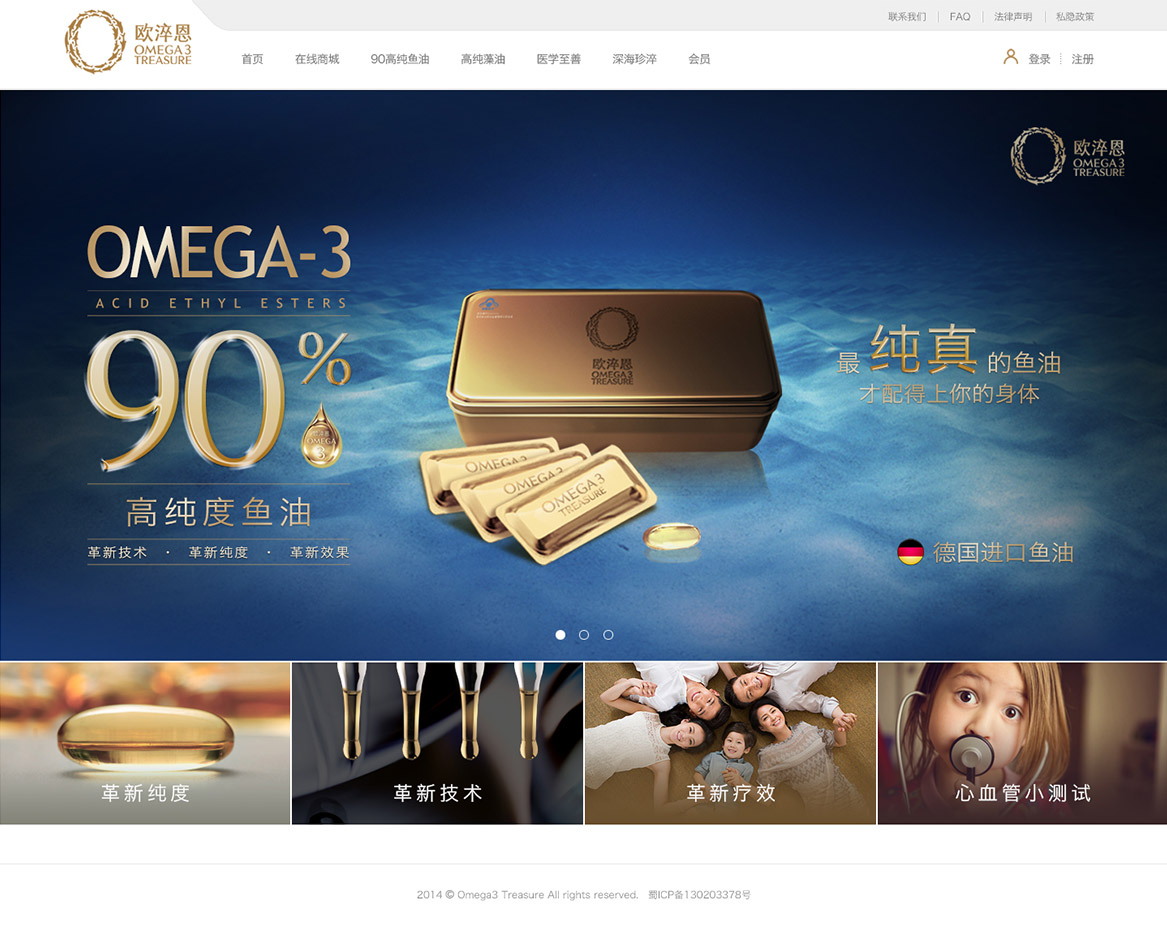 联系我们
FAQ
法律声明
私隐政策
欧淬恩
OMEGA 3
TREASURE
首页
在线商城
90高纯鱼油
高纯藻油
医学至善
深海珍淬
会员
登录
注册
欧淬恩
OMEGA 3
TREASURE
OMEGA-3
ACID ETHYL ESTERS
90%
OMEGA
3
高纯度鱼油
革新技术 · 革新纯度 · 革新效果
欧淬恩
OMEGA 3
TREASURE
OMEGA3
OMEGA3
OMEGA3
TREASURE
最 纯真 的鱼油
才配得上你的身体
德国进口鱼油
革新纯度
革新技术
革新疗效
心血管小测试
2014 © Omega3 Treasure All rights reserved. 蜀ICP备130203378号